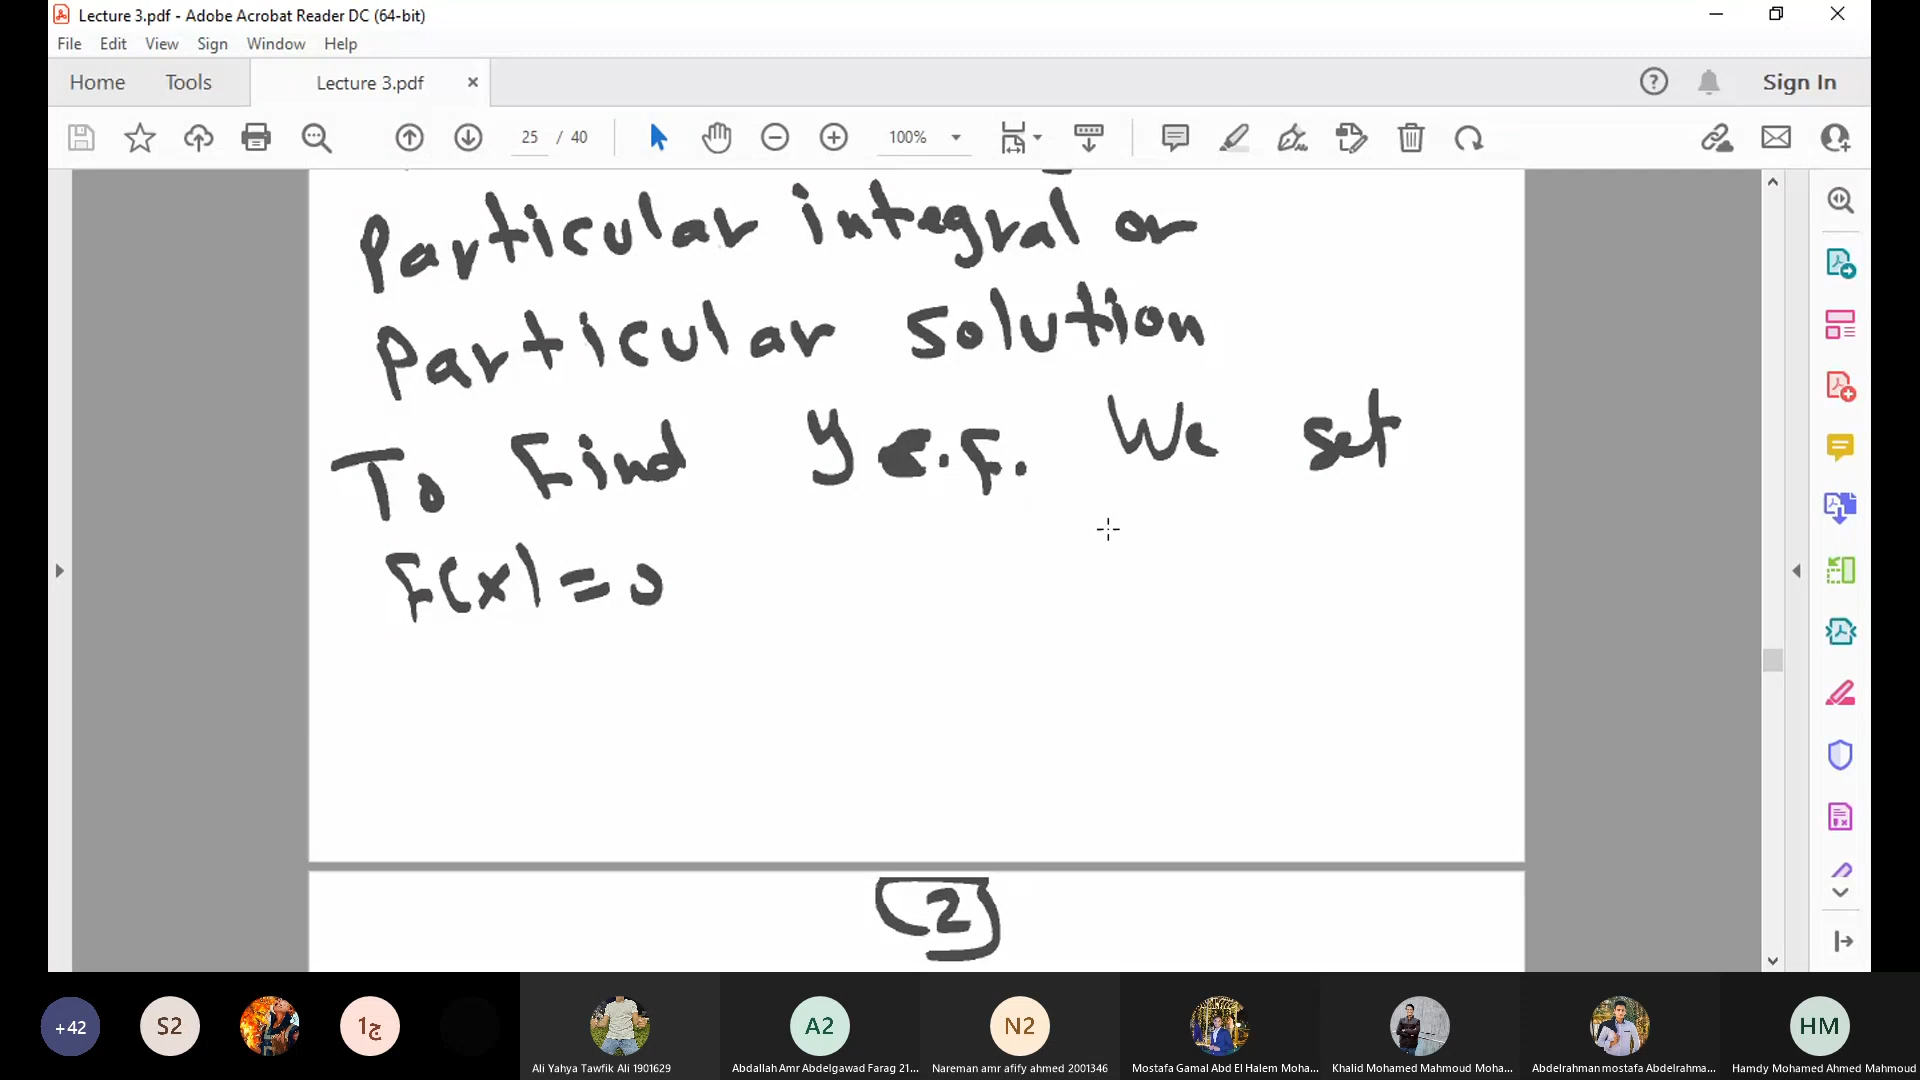 Lecture 3.pdf - Adobe Acrobat Reader DC (64-bit)
File Edit View Sign Window Help
Home Tools Lecture 3.pdf × Sign In
25 / 40 100%
Particular integral or
Particular solution
To Find y c.F. We set
F(x) = 0
2
+42 S2 ج1 A2 N2 HM
Ali Yahya Tawfik Ali 1901629 Abdallah Amr Abdelgawad Farag 21... Nareman amr afify ahmed 2001346 Mostafa Gamal Abd El Halem Moha... Khalid Mohamed Mahmoud Moha... Abdelrahman mostafa Abdelrahma... Hamdy Mohamed Ahmed Mahmoud